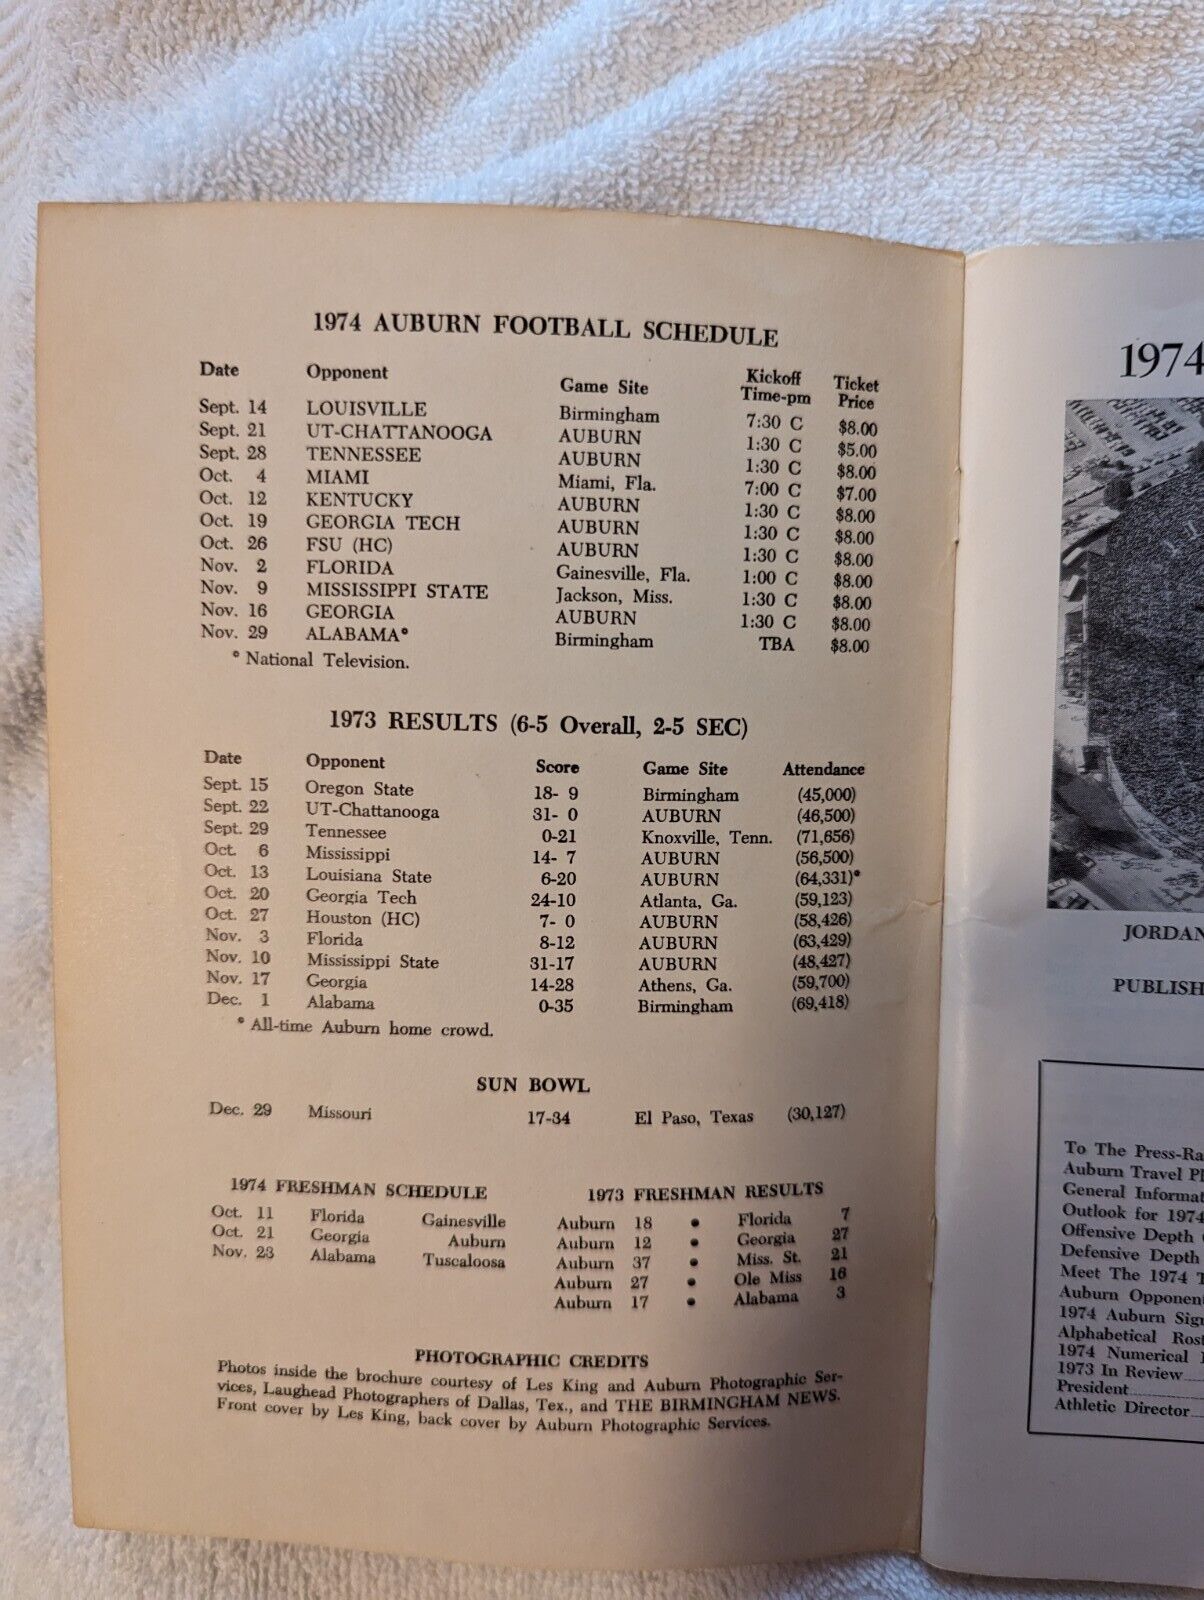 1974 AUBURN FOOTBALL SCHEDULE
Date Opponent Game Site Kickoff Time-pm Ticket Price
Sept. 14 LOUISVILLE Birmingham 7:30 C $8.00
Sept. 21 UT-CHATTANOOGA AUBURN 1:30 C $5.00
Sept. 28 TENNESSEE AUBURN 1:30 C $8.00
Oct. 4 MIAMI Miami, Fla. 7:00 C $7.00
Oct. 12 KENTUCKY AUBURN 1:30 C $8.00
Oct. 19 GEORGIA TECH AUBURN 1:30 C $8.00
Oct. 26 FSU (HC) AUBURN 1:30 C $8.00
Nov. 2 FLORIDA Gainesville, Fla. 1:00 C $8.00
Nov. 9 MISSISSIPPI STATE Jackson, Miss. 1:30 C $8.00
Nov. 16 GEORGIA AUBURN 1:30 C $8.00
Nov. 29 ALABAMA* Birmingham TBA $8.00
* National Television.
1973 RESULTS (6-5 Overall, 2-5 SEC)
Date Opponent Score Game Site Attendance
Sept. 15 Oregon State 18- 9 Birmingham (45,000)
Sept. 22 UT-Chattanooga 31- 0 AUBURN (46,500)
Sept. 29 Tennessee 0-21 Knoxville, Tenn. (71,656)
Oct. 6 Mississippi 14- 7 AUBURN (56,500)
Oct. 13 Louisiana State 6-20 AUBURN (64,331)*
Oct. 20 Georgia Tech 24-10 Atlanta, Ga. (59,123)
Oct. 27 Houston (HC) 7- 0 AUBURN (58,426)
Nov. 3 Florida 8-12 AUBURN (63,429)
Nov. 10 Mississippi State 31-17 AUBURN (48,427)
Nov. 17 Georgia 14-28 Athens, Ga. (59,700)
Dec. 1 Alabama 0-35 Birmingham (69,418)
* All-time Auburn home crowd.
SUN BOWL
Dec. 29 Missouri 17-34 El Paso, Texas (30,127)
1974 FRESHMAN SCHEDULE
Oct. 11 Florida Gainesville
Oct. 21 Georgia Auburn
Nov. 23 Alabama Tuscaloosa
1973 FRESHMAN RESULTS
Auburn 18 • Florida 7
Auburn 12 • Georgia 27
Auburn 37 • Miss. St. 21
Auburn 27 • Ole Miss 16
Auburn 17 • Alabama 3
PHOTOGRAPHIC CREDITS
Photos inside the brochure courtesy of Les King and Auburn Photographic Ser-
vices, Laughead Photographers of Dallas, Tex., and THE BIRMINGHAM NEWS.
Front cover by Les King, back cover by Auburn Photographic Services.
1974
JORDAN
PUBLISH
To The Press-Ra
Auburn Travel Pl
General Informat
Outlook for 1974
Offensive Depth
Defensive Depth
Meet The 1974 T
Auburn Opponent
1974 Auburn Sign
Alphabetical Rost
1974 Numerical
1973 In Review
President
Athletic Director